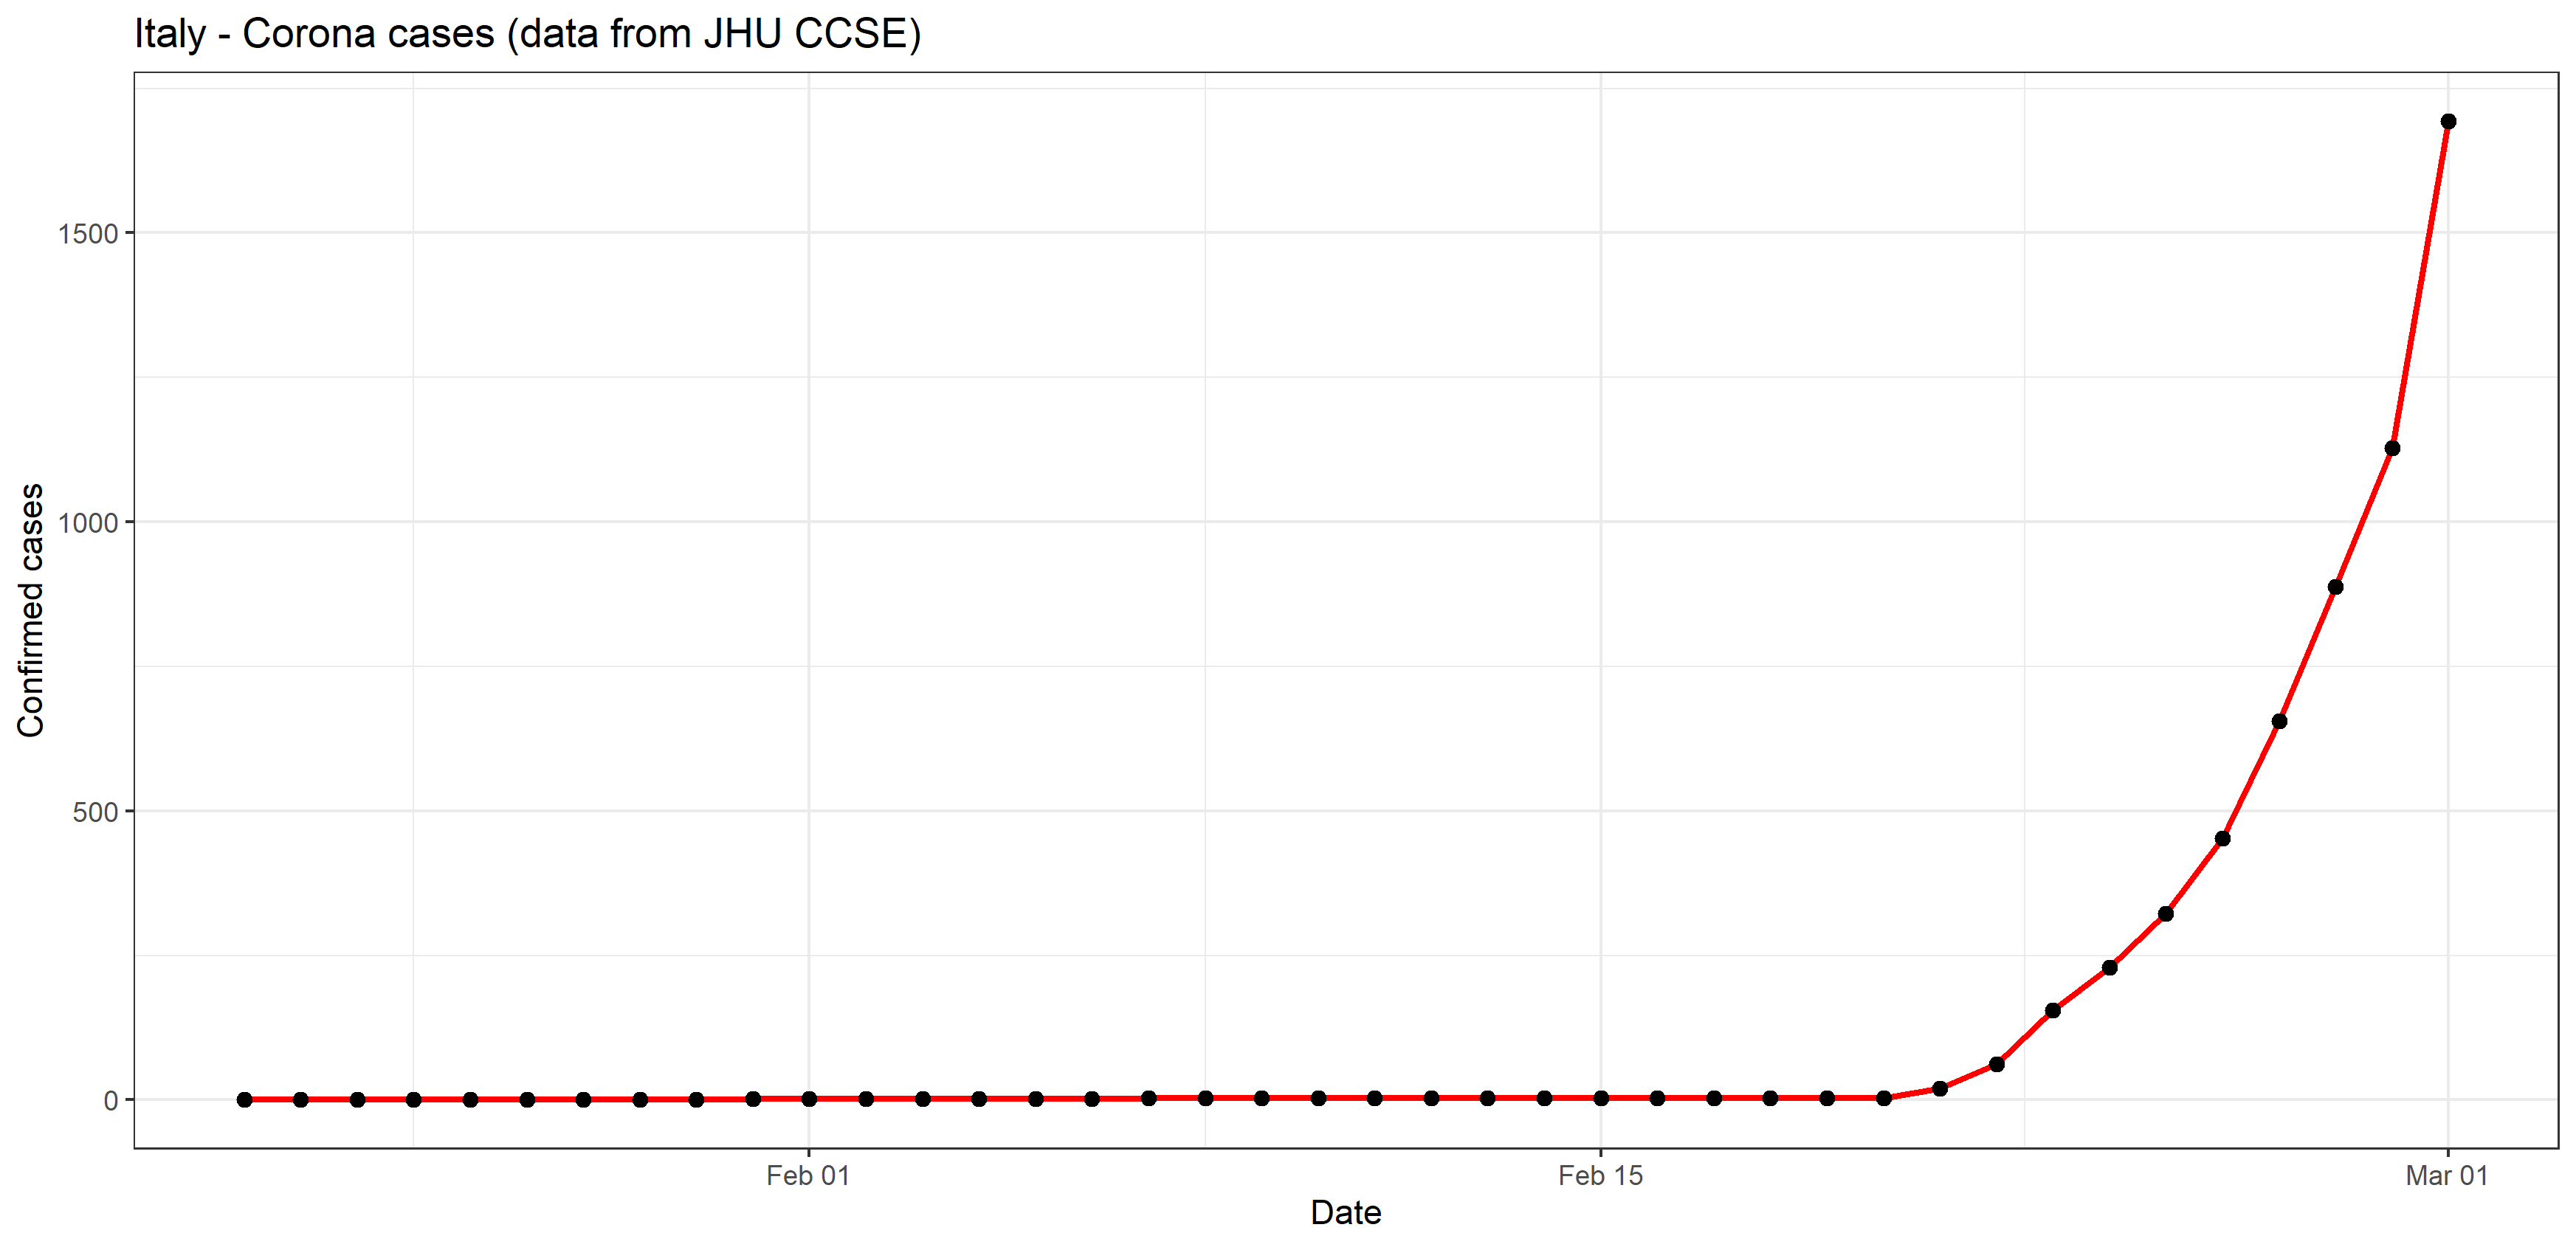 Italy - Corona cases (data from JHU CCSE)
Confirmed cases
1500
1000
500
0
Feb 01
Feb 15
Mar 01
Date